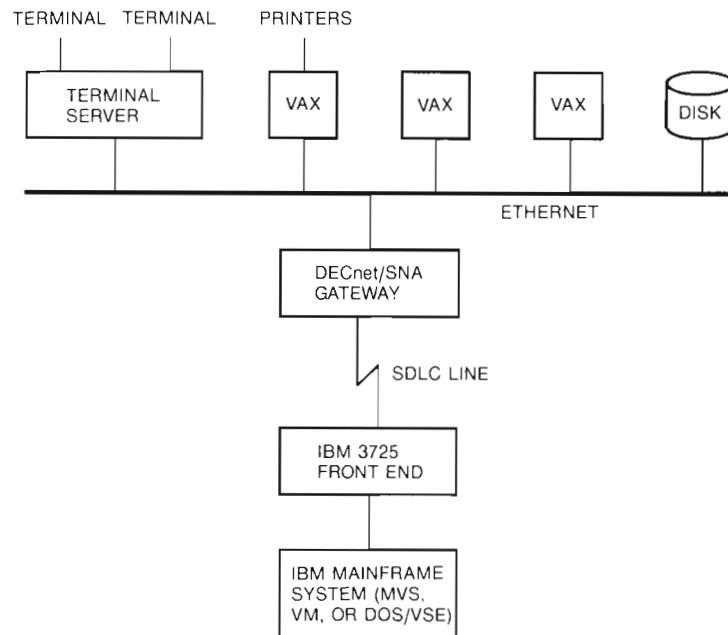 TERMINAL TERMINAL PRINTERS
TERMINAL
SERVER
VAX
VAX
VAX
DISK
ETHERNET
DECnet/SNA
GATEWAY
SDLC LINE
IBM 3725
FRONT END
IBM MAINFRAME
SYSTEM (MVS,
VM, OR DOS/VSE)